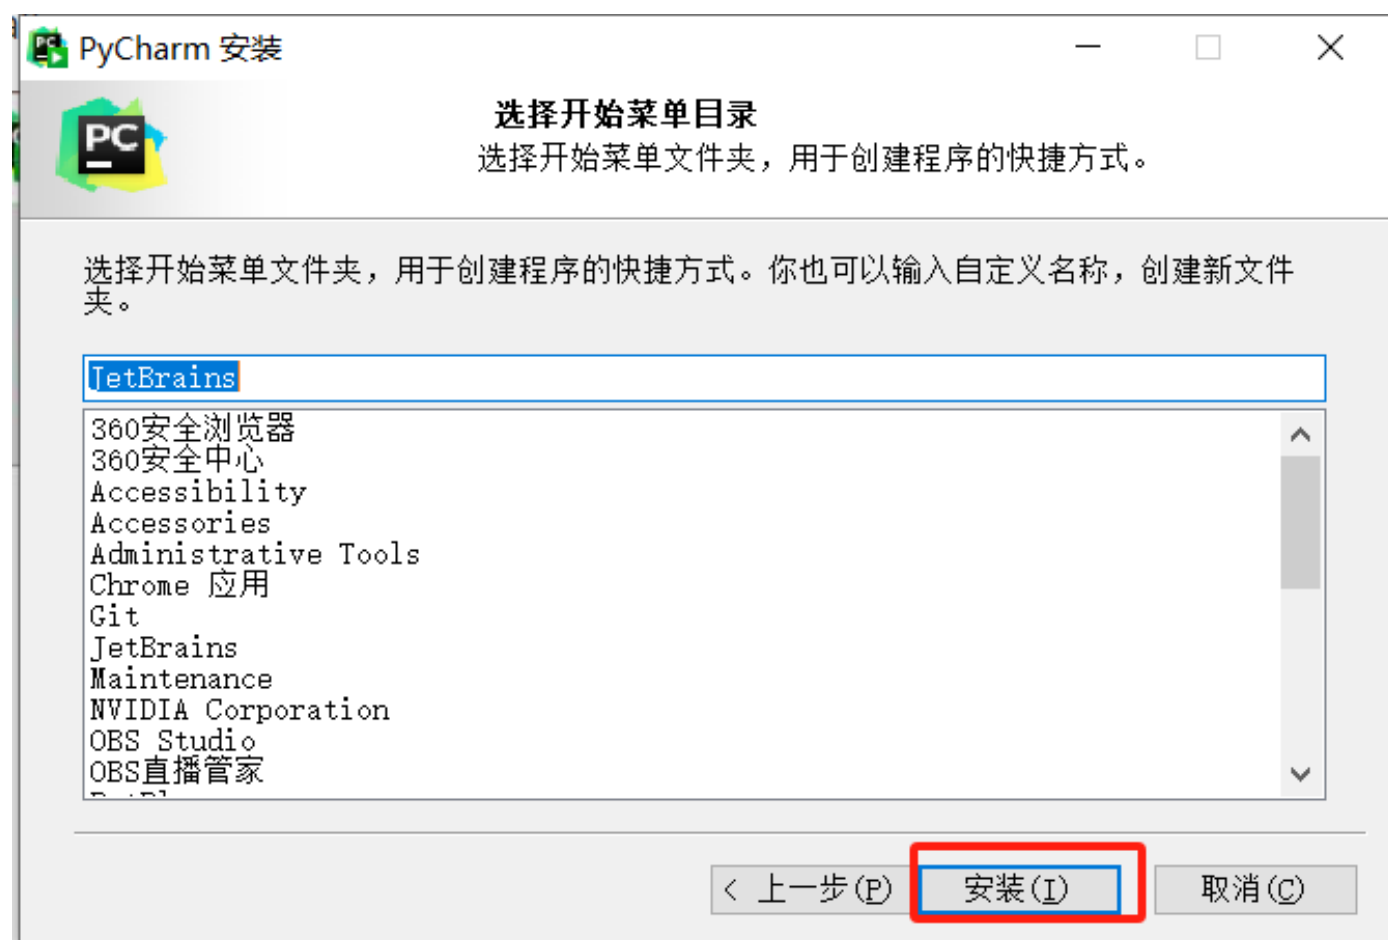 PyCharm 安装
PC
选择开始菜单目录
选择开始菜单文件夹，用于创建程序的快捷方式。
选择开始菜单文件夹，用于创建程序的快捷方式。你也可以输入自定义名称，创建新文件
夹。
JetBrains
360安全浏览器
360安全中心
Accessibility
Accessories
Administrative Tools
Chrome 应用
Git
JetBrains
Maintenance
NVIDIA Corporation
OBS Studio
OBS直播管家
< 上一步(P)
安装(I)
取消(C)